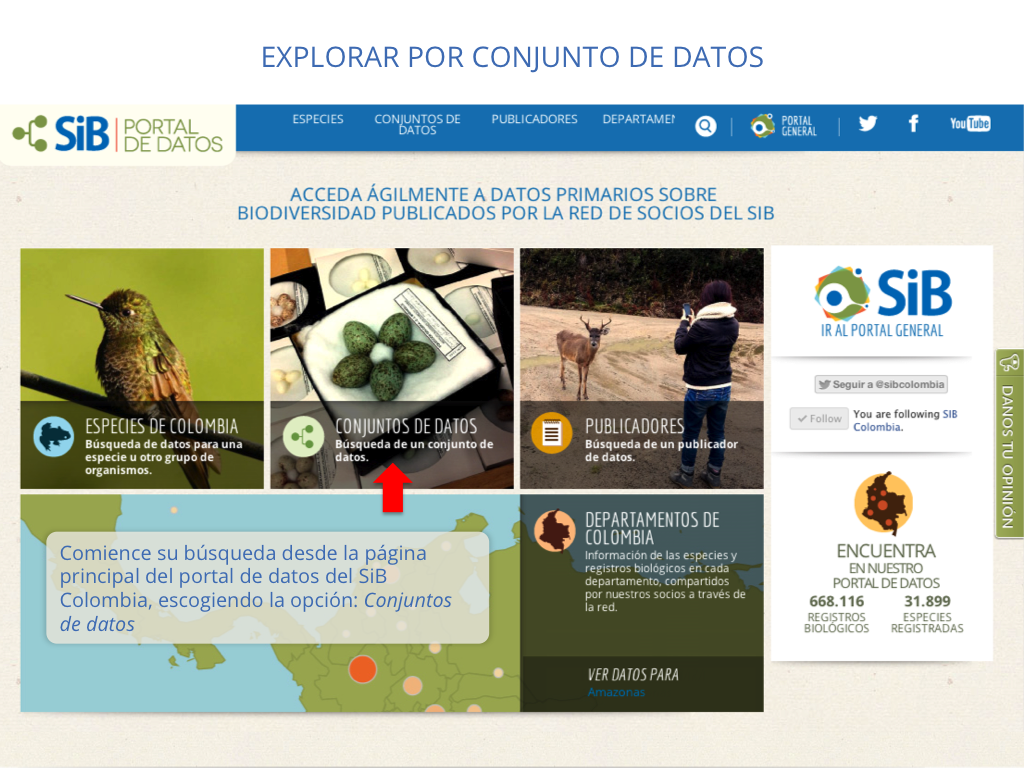 EXPLORAR POR CONJUNTO DE DATOS
SiB PORTAL DE DATOS
ESPECIES
CONJUNTOS DE DATOS
PUBLICADORES
DEPARTAMEN
PORTAL GENERAL
YouTube
ACCEDA ÁGILMENTE A DATOS PRIMARIOS SOBRE
BIODIVERSIDAD PUBLICADOS POR LA RED DE SOCIOS DEL SIB
ESPECIES DE COLOMBIA
Búsqueda de datos para una
especie u otro grupo de
organismos.
CONJUNTOS DE DATOS
Búsqueda de un conjunto de
datos.
PUBLICADORES
Búsqueda de un publicador
de datos.
SiB
IR AL PORTAL GENERAL
Seguir a @sibcolombia
Follow
You are following SIB
Colombia.
DANOS TU OPINIÓN
Comience su búsqueda desde la página
principal del portal de datos del SiB
Colombia, escogiendo la opción: Conjuntos
de datos
DEPARTAMENTOS DE
COLOMBIA
Información de las especies y
registros biológicos en cada
departamento, compartidos
por nuestros socios a través de
la red.
VER DATOS PARA
Amazonas
ENCUENTRA
EN NUESTRO
PORTAL DE DATOS
668.116
REGISTROS
BIOLÓGICOS
31.899
ESPECIES
REGISTRADAS